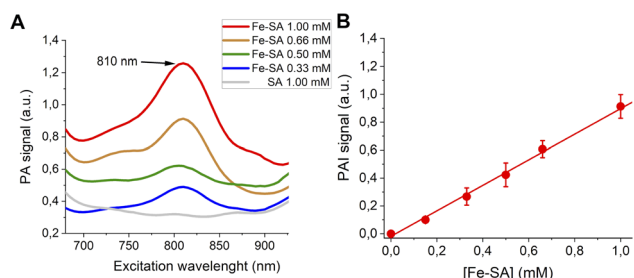 A
Fe-SA 1.00 mM
Fe-SA 0.66 mM
Fe-SA 0.50 mM
Fe-SA 0.33 mM
SA 1.00 mM
810 nm
PA signal (a.u.)
1,6
1,4
1,2
1,0
0,8
0,6
0,4
0,2
700
750
800
850
900
Excitation wavelenght (nm)
B
PAI signal (a.u.)
1,4
1,2
1,0
0,8
0,6
0,4
0,2
0,0
0,0
0,2
0,4
0,6
0,8
1,0
[Fe-SA] (mM)